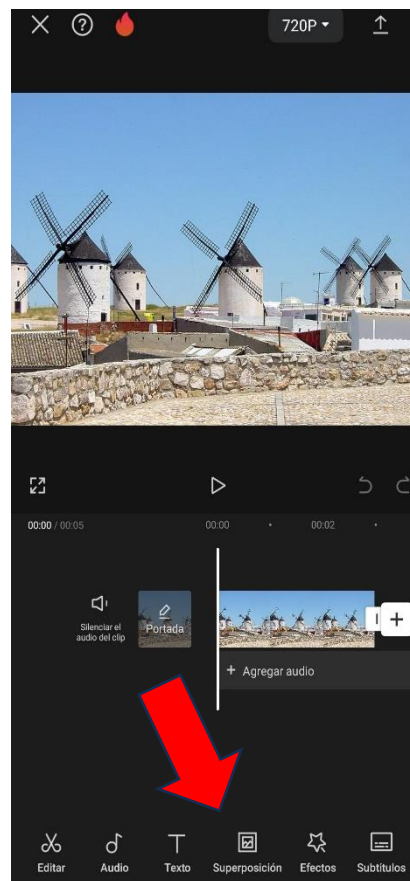 720P
00:00 / 00:05
00:00
00:02
Silenciar el
audio del clip
Portada
+ Agregar audio
Editar
Audio
Texto
Superposición
Efectos
Subtítulos